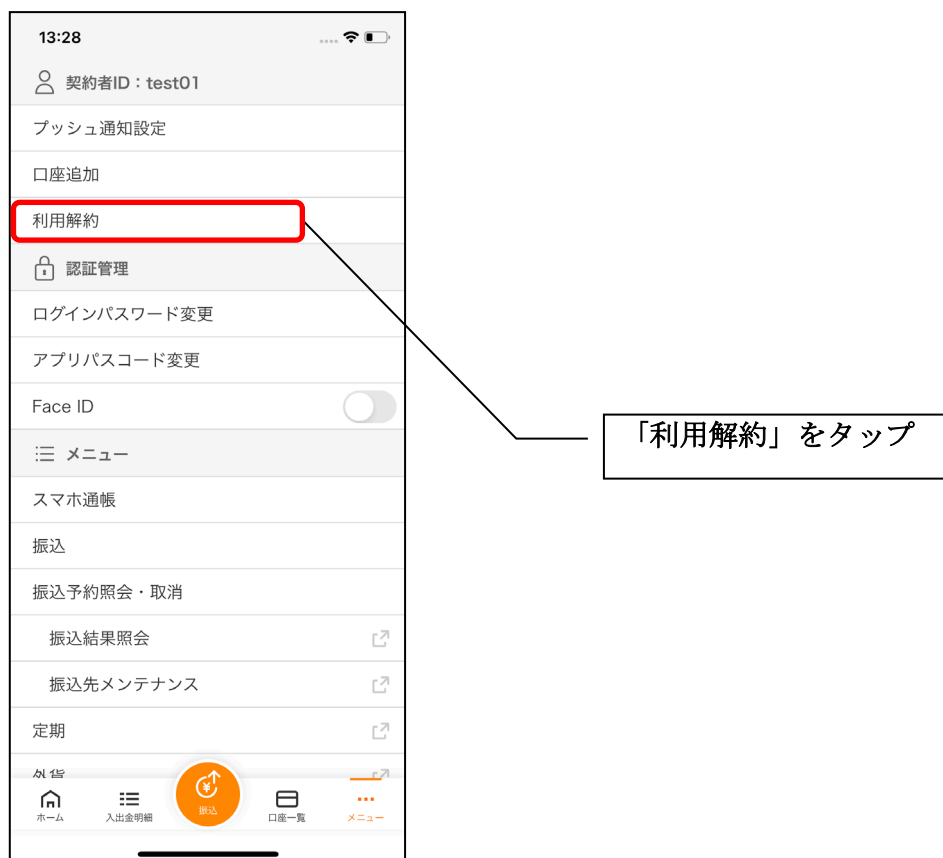 13:28
契約者ID：test01
プッシュ通知設定
口座追加
利用解約
認証管理
ログインパスワード変更
アプリパスコード変更
Face ID
「利用解約」をタップ
メニュー
スマホ通帳
振込
振込予約照会・取消
振込結果照会
振込先メンテナンス
定期
外貨
ホーム
入出金明細
振込
口座一覧
メニュー